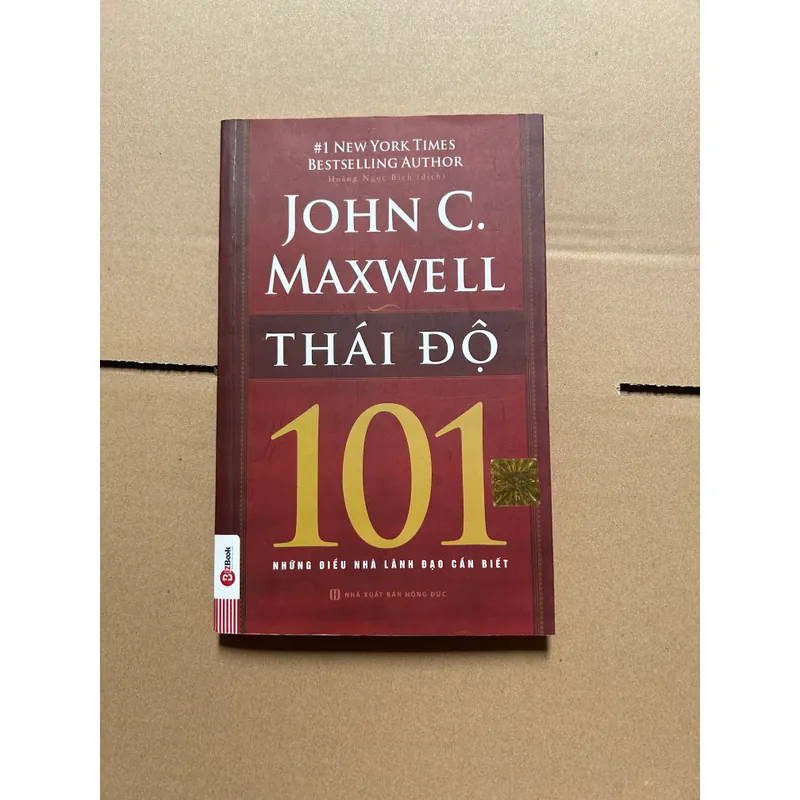 #1 NEW YORK TIMES
BESTSELLING AUTHOR
Hoàng Ngọc Bích (dịch)
JOHN C.
MAXWELL
THÁI ĐỘ
101
NHỮNG ĐIỀU NHÀ LÃNH ĐẠO CẦN BIẾT
NHÀ XUẤT BẢN HỒNG ĐỨC
BIZBook